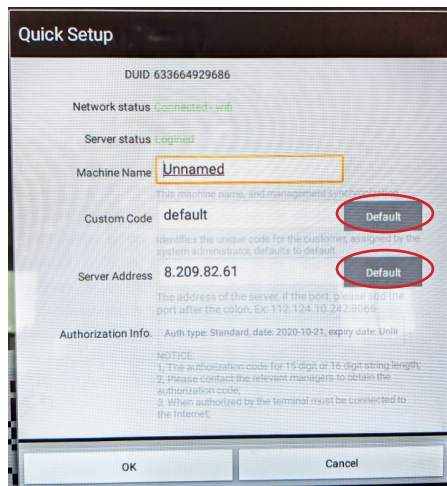 Quick Setup
DUID 633664929686
Network status Connected - wifi
Server status Logined
Machine Name Unnamed
This machine name, and management synchronization
Custom Code default Default
Identifies the unique code for the customer, assigned by the
system administrator, defaults to default
Server Address 8.209.82.61 Default
The address of the server, if the port, please add the
port after the colon, Ex: 112.124.10.242:8066
Authorization Info. Auth type: Standard, date: 2020-10-21, expiry date: Unlir
NOTICE:
1, The authorization code for 15 digit or 16 digit string length;
2, Please contact the relevant managers to obtain the
authorization code;
3, When authorized by the terminal must be connected to
the Internet;
OK Cancel